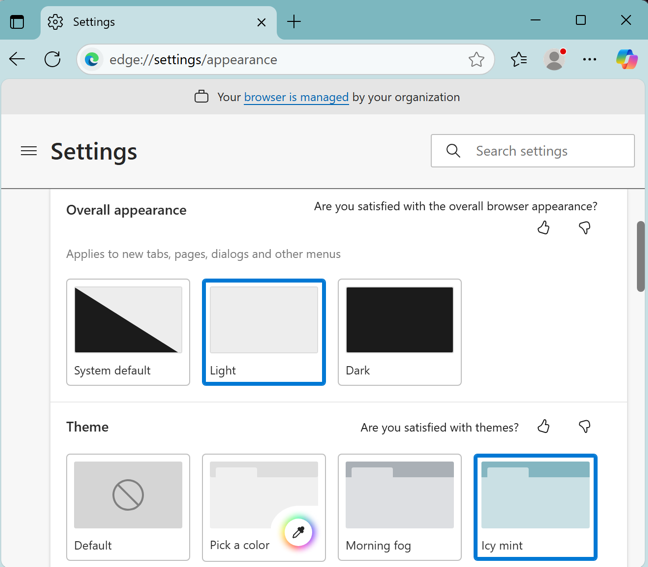 Settings
edge://settings/appearance
Your browser is managed by your organization
Settings
Search settings
Overall appearance
Are you satisfied with the overall browser appearance?
Applies to new tabs, pages, dialogs and other menus
System default
Light
Dark
Theme
Are you satisfied with themes?
Default
Pick a color
Morning fog
Icy mint